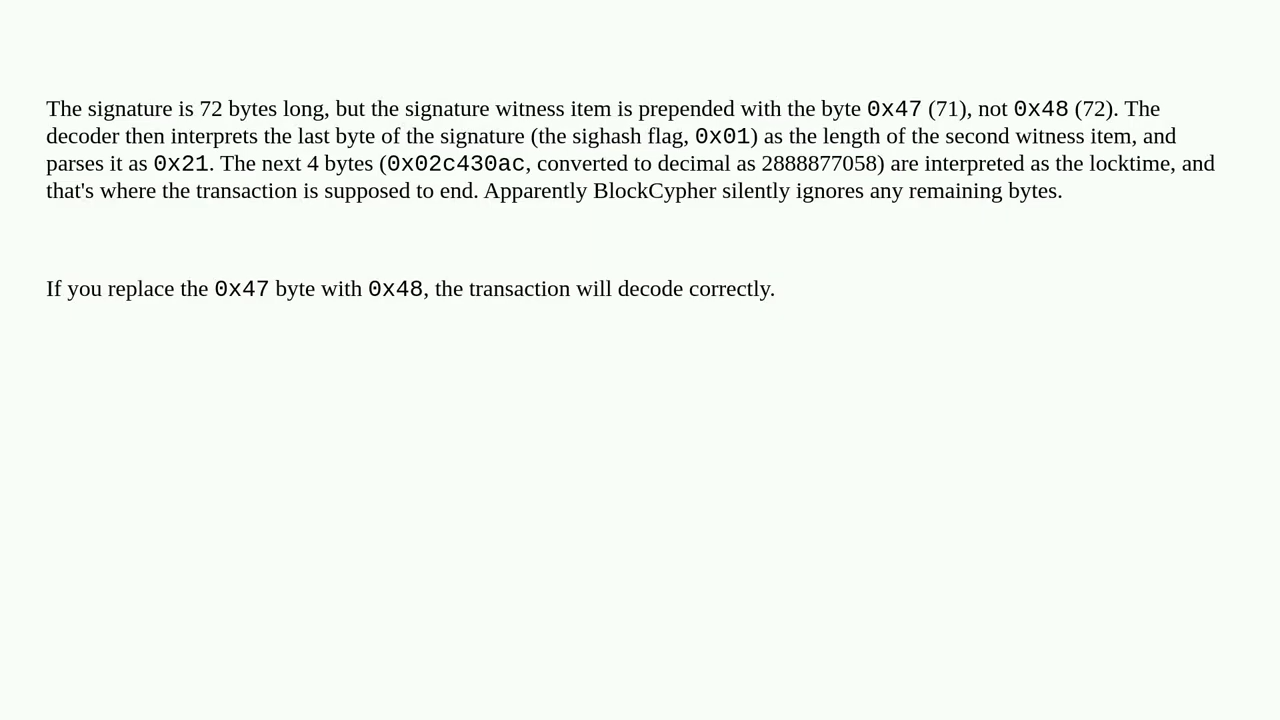 The signature is 72 bytes long, but the signature witness item is prepended with the byte 0x47 (71), not 0x48 (72). The
decoder then interprets the last byte of the signature (the sighash flag, 0x01) as the length of the second witness item, and
parses it as 0x21. The next 4 bytes (0x02c430ac, converted to decimal as 2888877058) are interpreted as the locktime, and
that's where the transaction is supposed to end. Apparently BlockCypher silently ignores any remaining bytes.
If you replace the 0x47 byte with 0x48, the transaction will decode correctly.